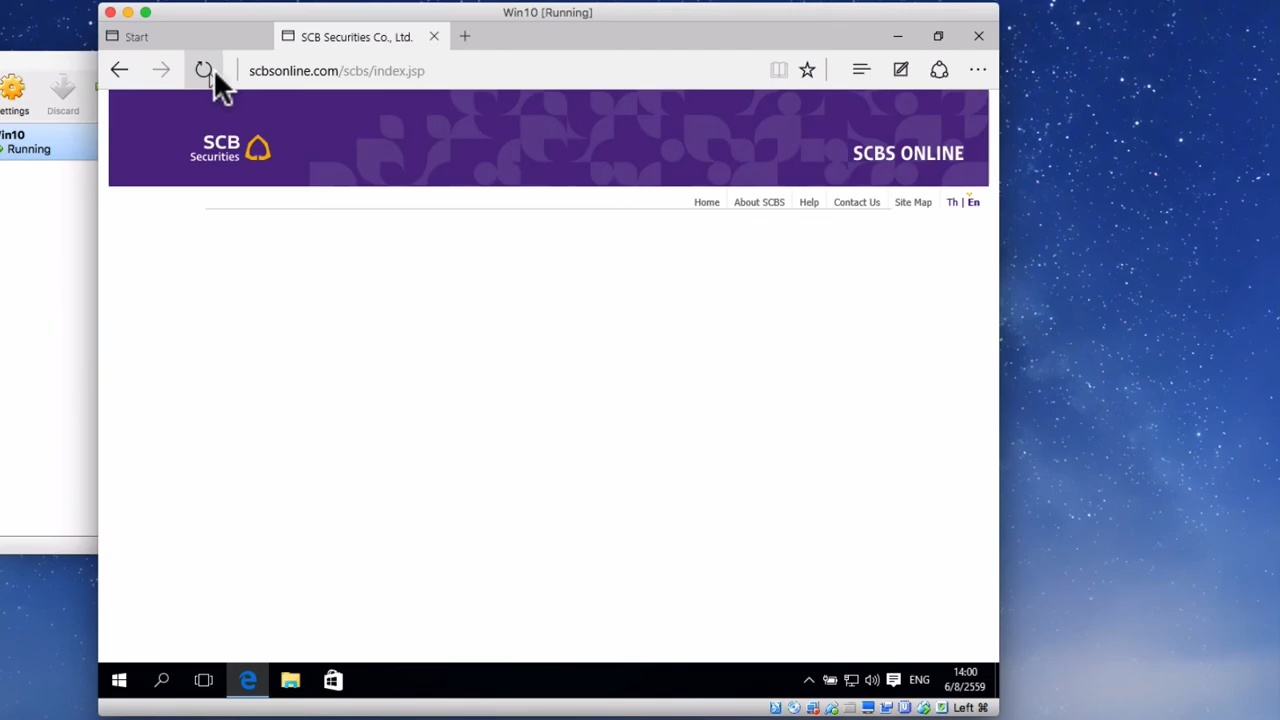 Win10 [Running]
Start
SCB Securities Co., Ltd.
scbsonline.com/scbs/index.jsp
ettings
Discard
in10
Running
SCB
Securities
SCBS ONLINE
Home
About SCBS
Help
Contact Us
Site Map
Th | En
14:00
ENG
6/8/2559
Left ⌘